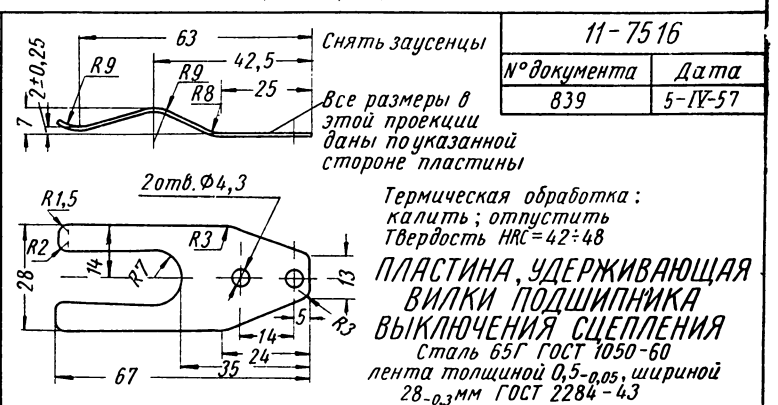 63
42,5
25
R9
R9
R8
2±0,25
7
Снять заусенцы
Все размеры в
этой проекции
даны по указанной
стороне пластины
11-7516
№ документа Дата
839 5-IV-57
2 отв. Ф4,3
R1,5
R2
R3
R7
R3
28
14
13
5
14
24
35
67
Термическая обработка:
калить; отпустить
Твердость HRC=42÷48
ПЛАСТИНА, УДЕРЖИВАЮЩАЯ
ВИЛКИ ПОДШИПНИКА
ВЫКЛЮЧЕНИЯ СЦЕПЛЕНИЯ
Сталь 65Г ГОСТ 1050-60
лента толщиной 0,5-0,05, шириной
28-0,3 мм ГОСТ 2284-43